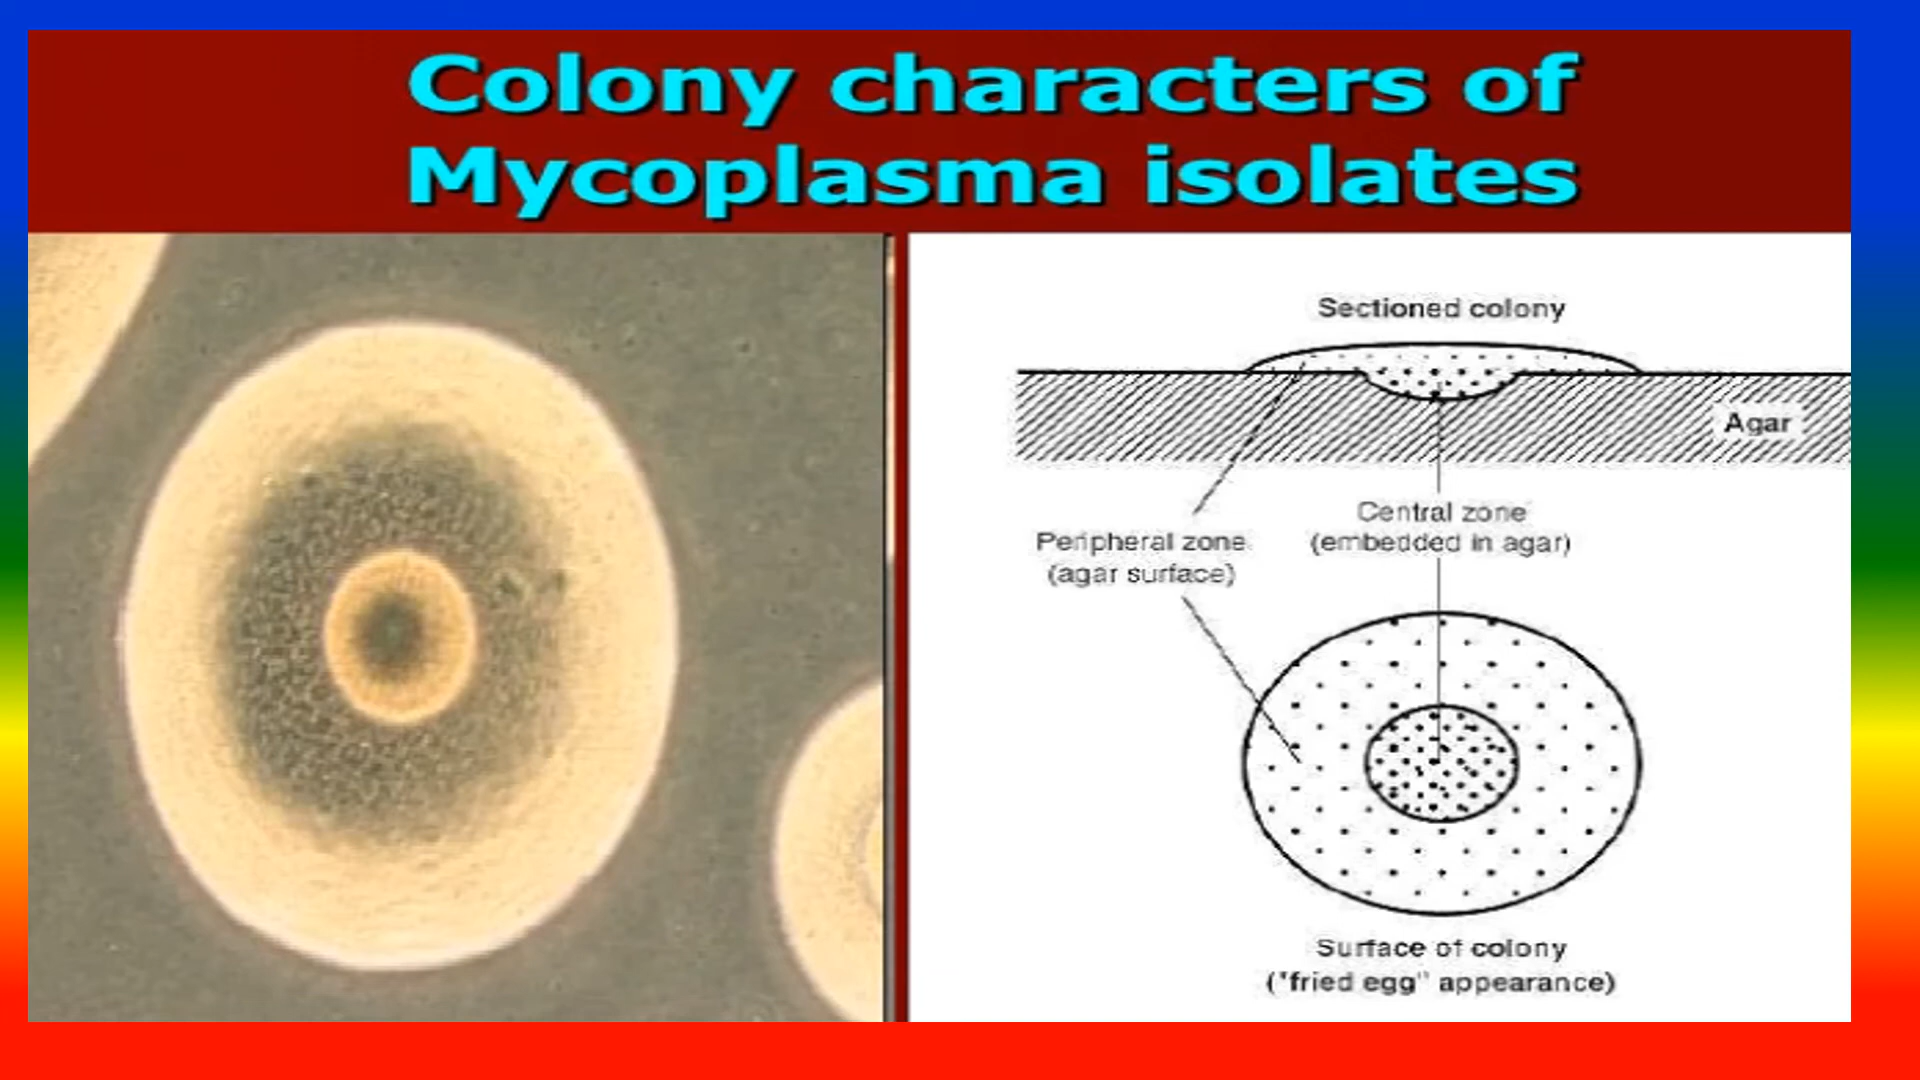 Colony characters of
Mycoplasma isolates
Sectioned colony
Agar
Central zone
(embedded in agar)
Peripheral zone
(agar surface)
Surface of colony
("fried egg" appearance)